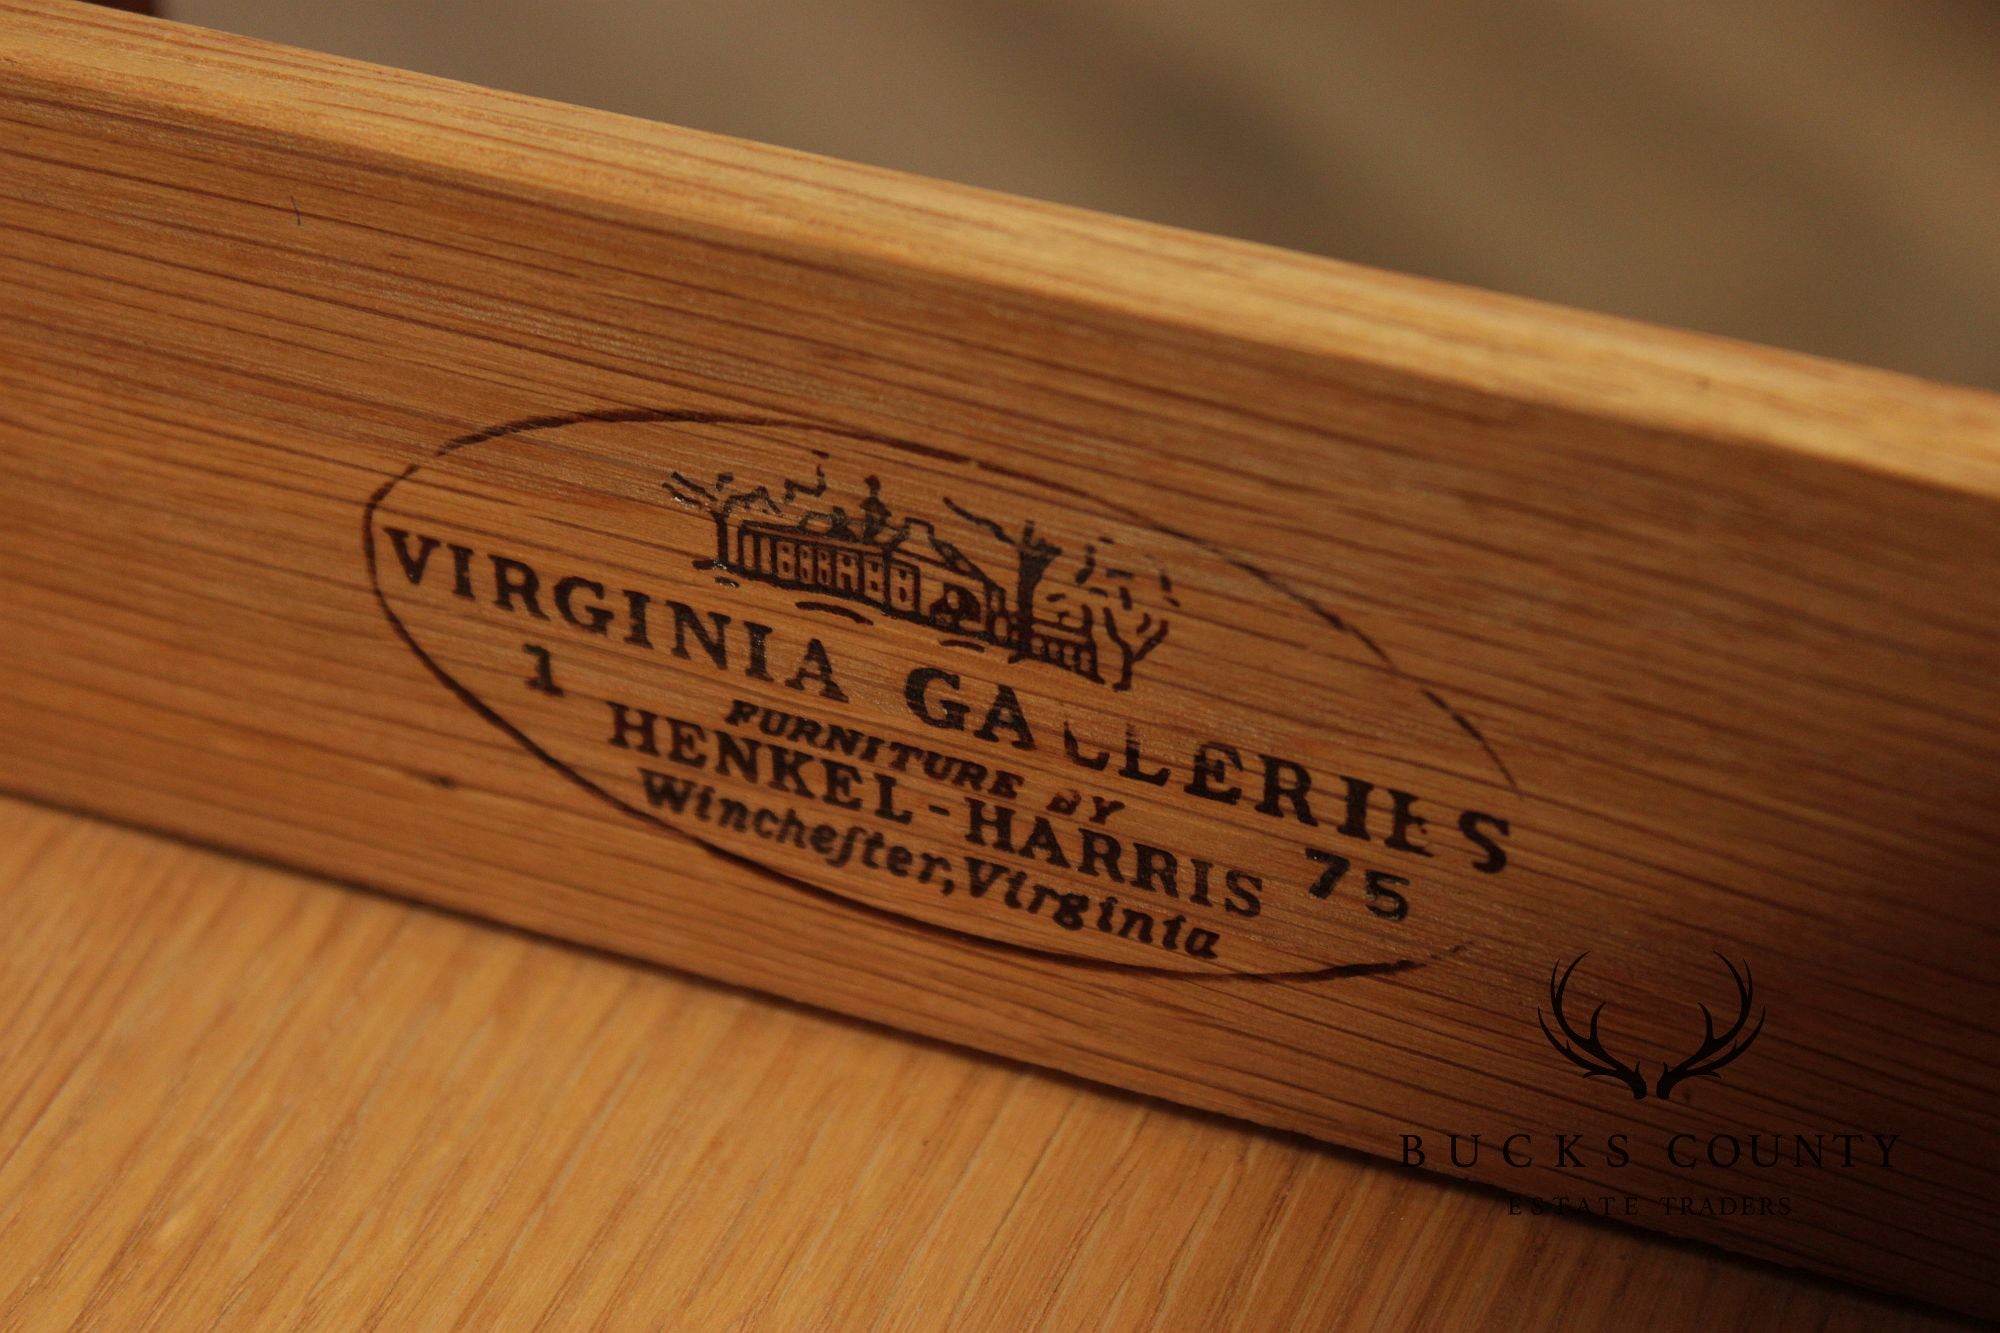 VIRGINIA GALLERIES
1 FURNITURE BY
HENKEL-HARRIS 75
Wincheſter, Virginia
BUCKS COUNTY
ESTATE TRADERS